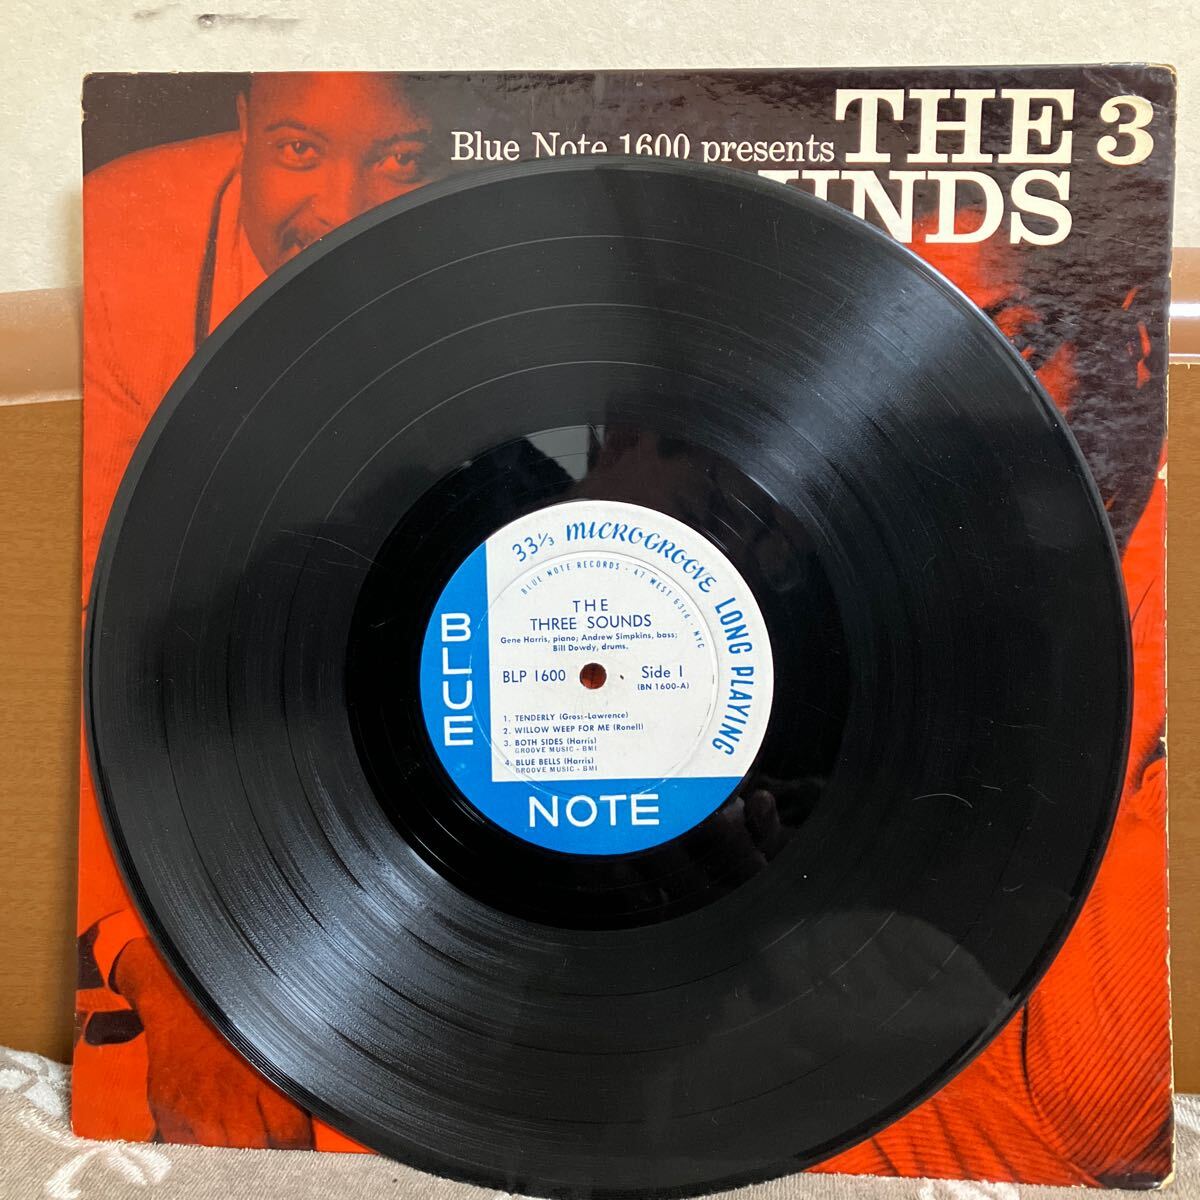 Blue Note 1600 presents THE 3
UNDS
33⅓ MICROGROOVE LONG PLAYING
BLUE NOTE RECORDS · 47 WEST 63rd · NYC
THE
THREE SOUNDS
Gene Harris, piano; Andrew Simpkins, bass;
Bill Dowdy, drums.
BLP 1600 Side 1
(BN 1600-A)
1. TENDERLY (Gross-Lawrence)
2. WILLOW WEEP FOR ME (Ronell)
3. BOTH SIDES (Harris)
GROOVE MUSIC - BMI
4. BLUE BELLS (Harris)
GROOVE MUSIC - BMI
BLUE
NOTE